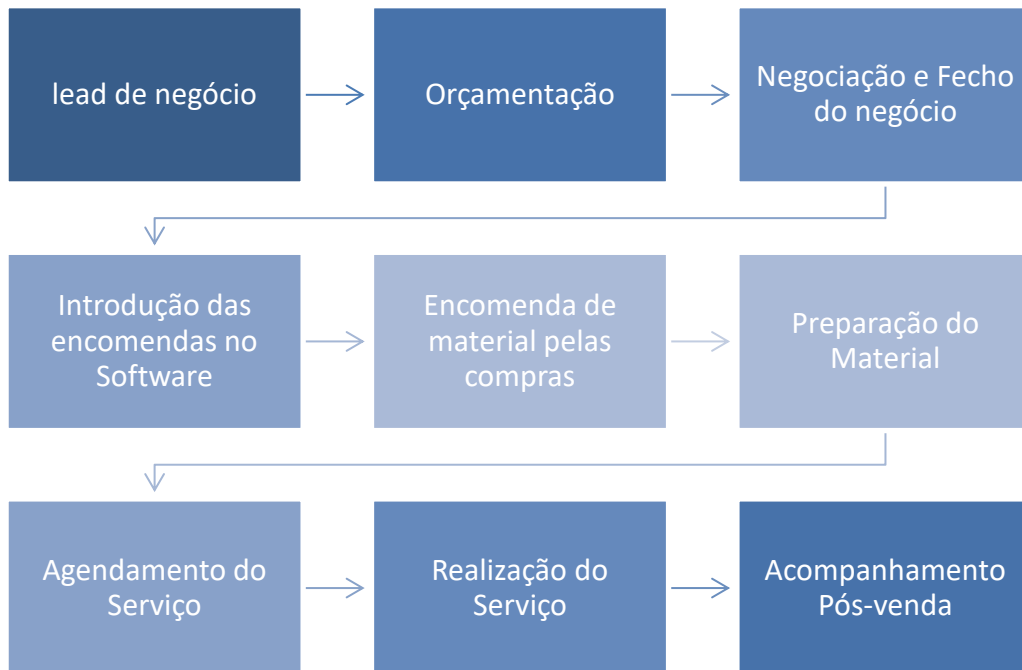 lead de negócio
Orçamentação
Negociação e Fecho
do negócio
Introdução das
encomendas no
Software
Encomenda de
material pelas
compras
Preparação do
Material
Agendamento do
Serviço
Realização do
Serviço
Acompanhamento
Pós-venda